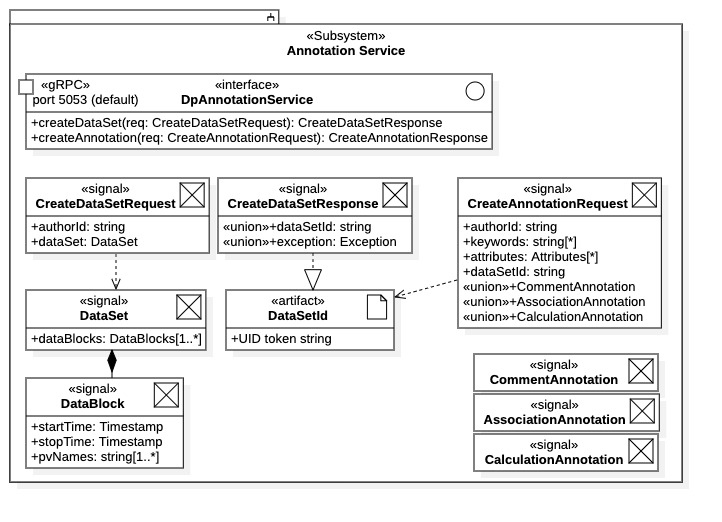 «Subsystem»
Annotation Service
«gRPC»
port 5053 (default)
«interface»
DpAnnotationService
+createDataSet(req: CreateDataSetRequest): CreateDataSetResponse
+createAnnotation(req: CreateAnnotationRequest): CreateAnnotationResponse
«signal»
CreateDataSetRequest
+authorId: string
+dataSet: DataSet
«signal»
CreateDataSetResponse
«union»+dataSetId: string
«union»+exception: Exception
«signal»
CreateAnnotationRequest
+authorId: string
+keywords: string[*]
+attributes: Attributes[*]
+dataSetId: string
«union»+CommentAnnotation
«union»+AssociationAnnotation
«union»+CalculationAnnotation
«signal»
DataSet
+dataBlocks: DataBlocks[1..*]
«artifact»
DataSetId
+UID token string
«signal»
DataBlock
+startTime: Timestamp
+stopTime: Timestamp
+pvNames: string[1..*]
«signal»
CommentAnnotation
«signal»
AssociationAnnotation
«signal»
CalculationAnnotation